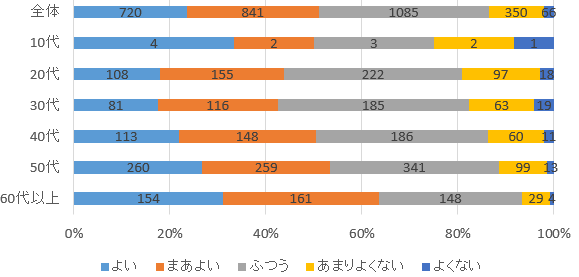 全体 720 841 1085 350 66
10代 4 2 3 2 1
20代 108 155 222 97 18
30代 81 116 185 63 19
40代 113 148 186 60 11
50代 260 259 341 99 13
60代以上 154 161 148 29 4
0% 20% 40% 60% 80% 100%
よい まあよい ふつう あまりよくない よくない